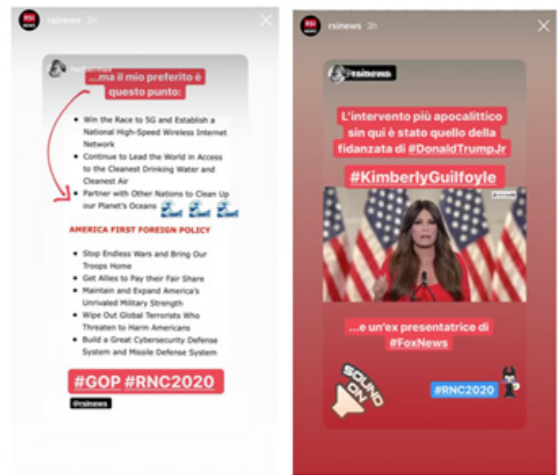 RSI
NEWS
rsinews 2h
...ma il mio preferito è
questo punto:
• Win the Race to 5G and Establish a
National High-Speed Wireless Internet
Network
• Continue to Lead the World in Access
to the Cleanest Drinking Water and
Cleanest Air
• Partner with Other Nations to Clean Up
our Planet's Oceans
AMERICA FIRST FOREIGN POLICY
• Stop Endless Wars and Bring Our
Troops Home
• Get Allies to Pay their Fair Share
• Maintain and Expand America's
Unrivaled Military Strength
• Wipe Out Global Terrorists Who
Threaten to Harm Americans
• Build a Great Cybersecurity Defense
System and Missile Defense System
#GOP #RNC2020
@rsinews
RSI
NEWS
rsinews 3h
@rsinews
L'intervento più apocalittico
sin qui è stato quello della
fidanzata di #DonaldTrumpJr
#KimberlyGuilfoyle
...e un'ex presentatrice di
#FoxNews
SOUND
ON
#RNC2020